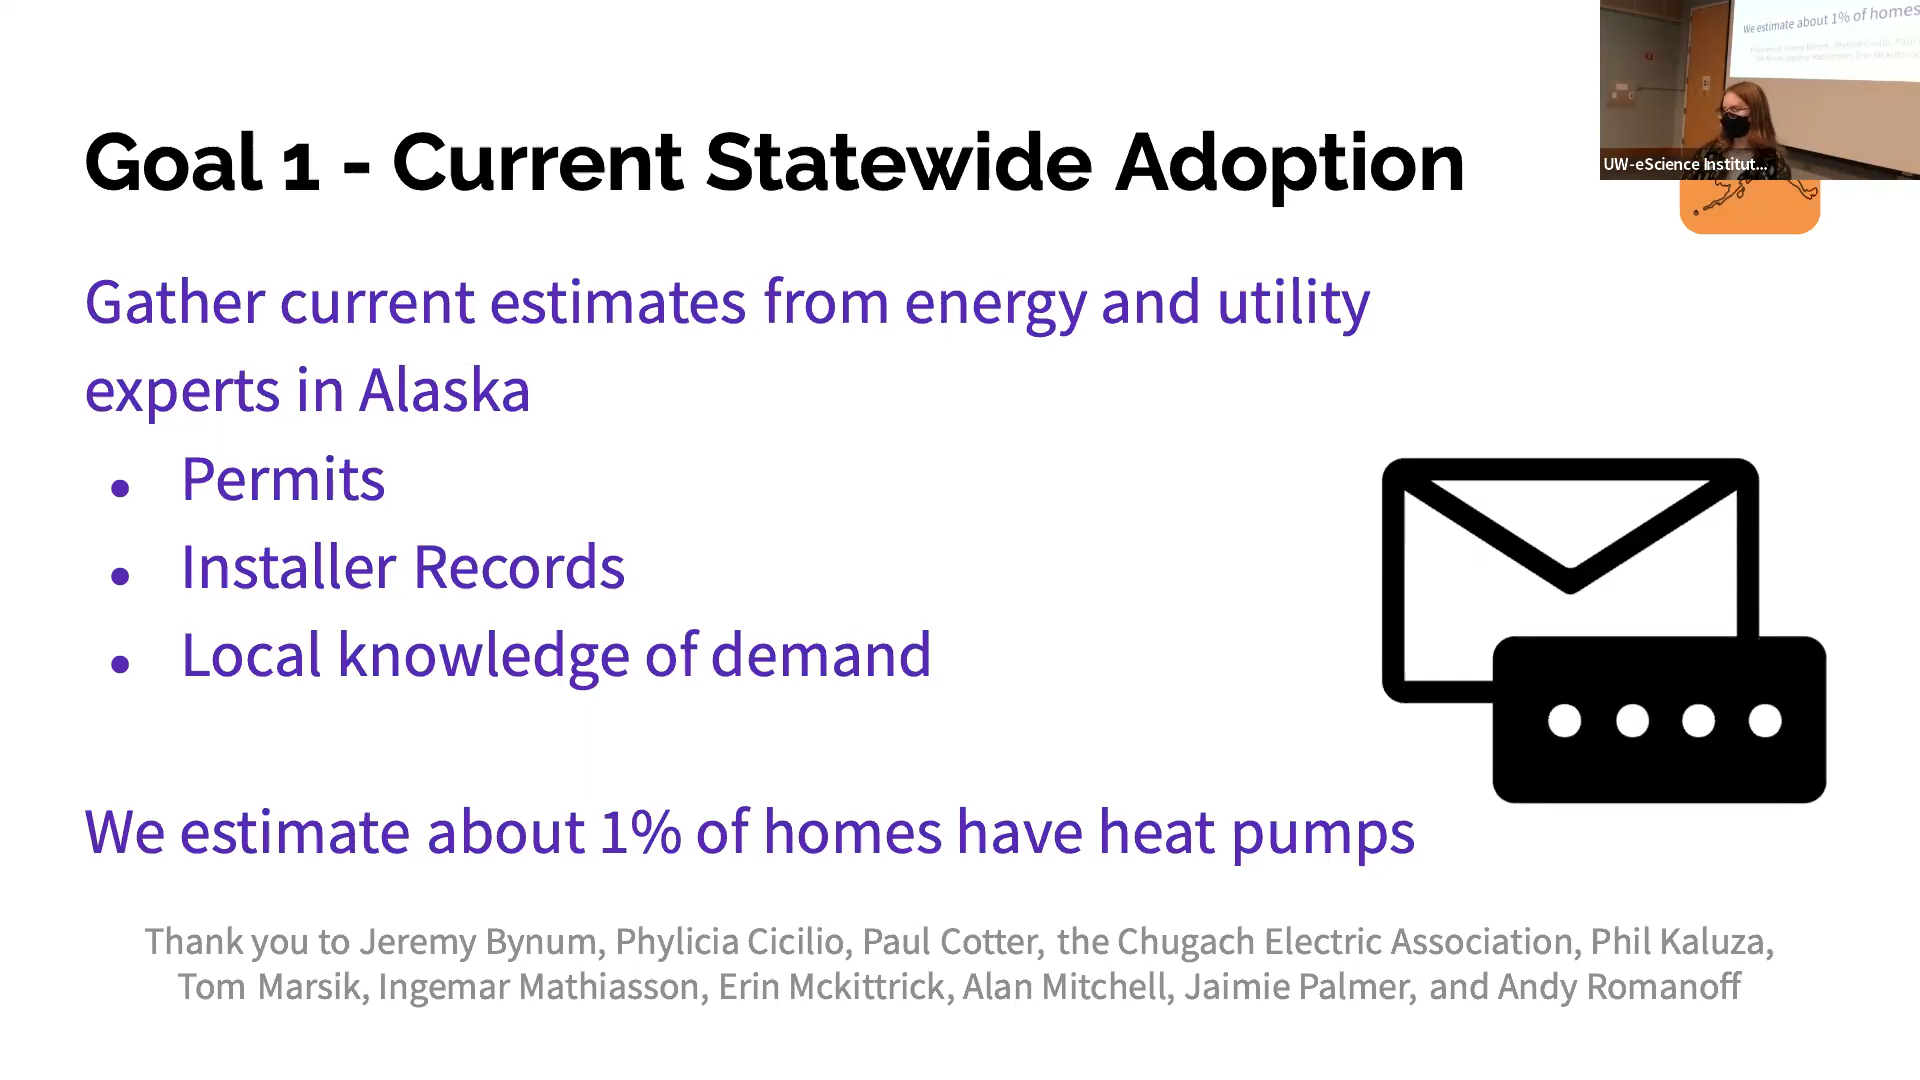 We estimate about 1% of homes
Goal 1 - Current Statewide Adoption
UW-eScience Institut...
Gather current estimates from energy and utility
experts in Alaska
• Permits
• Installer Records
• Local knowledge of demand
We estimate about 1% of homes have heat pumps
Thank you to Jeremy Bynum, Phylicia Cicilio, Paul Cotter, the Chugach Electric Association, Phil Kaluza,
Tom Marsik, Ingemar Mathiasson, Erin Mckittrick, Alan Mitchell, Jaimie Palmer, and Andy Romanoff